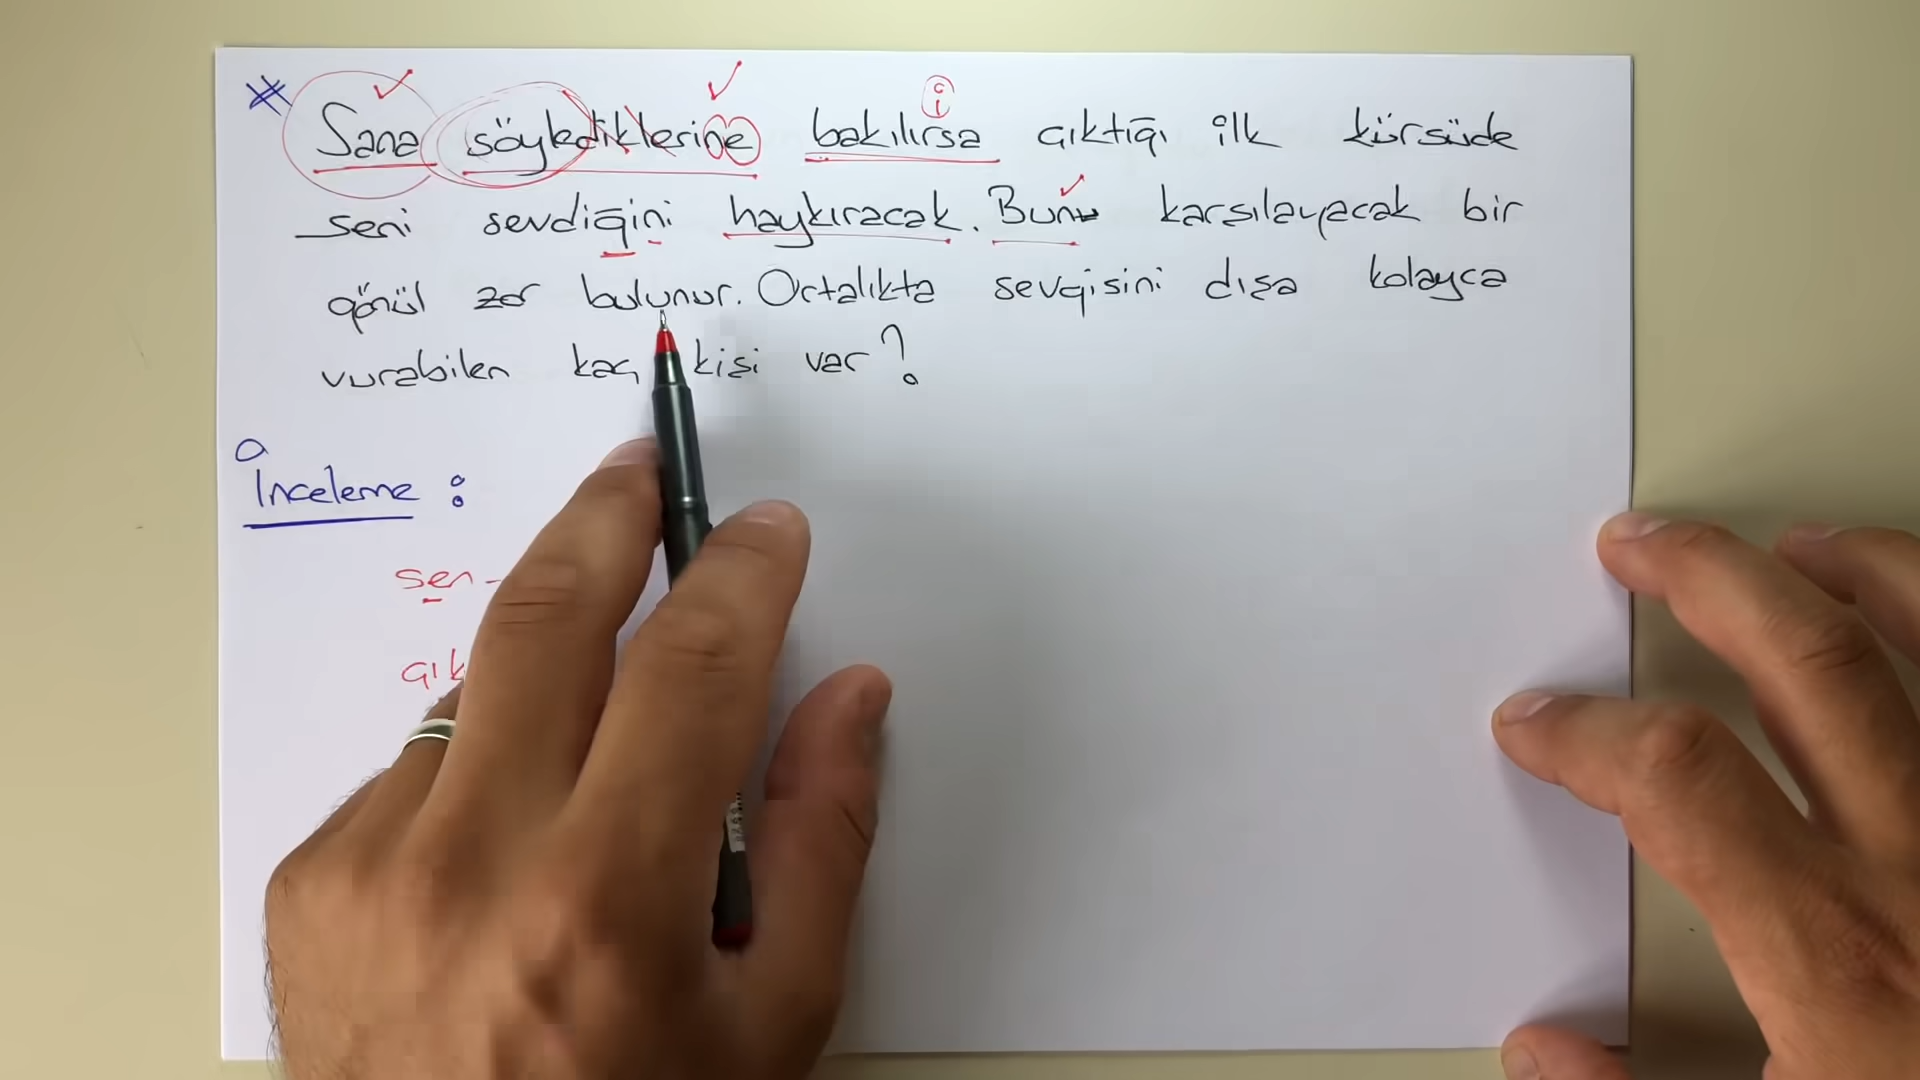 Sana söylediklerine bakılırsa çıktığı ilk kürsüde
seni sevdiğini haykıracak. Bunu karşılayacak bir
gönül zor bulunur. Ortalıkta sevgisini dışa kolayca
vurabilen kaç kişi var?
İnceleme :
sen-
çık